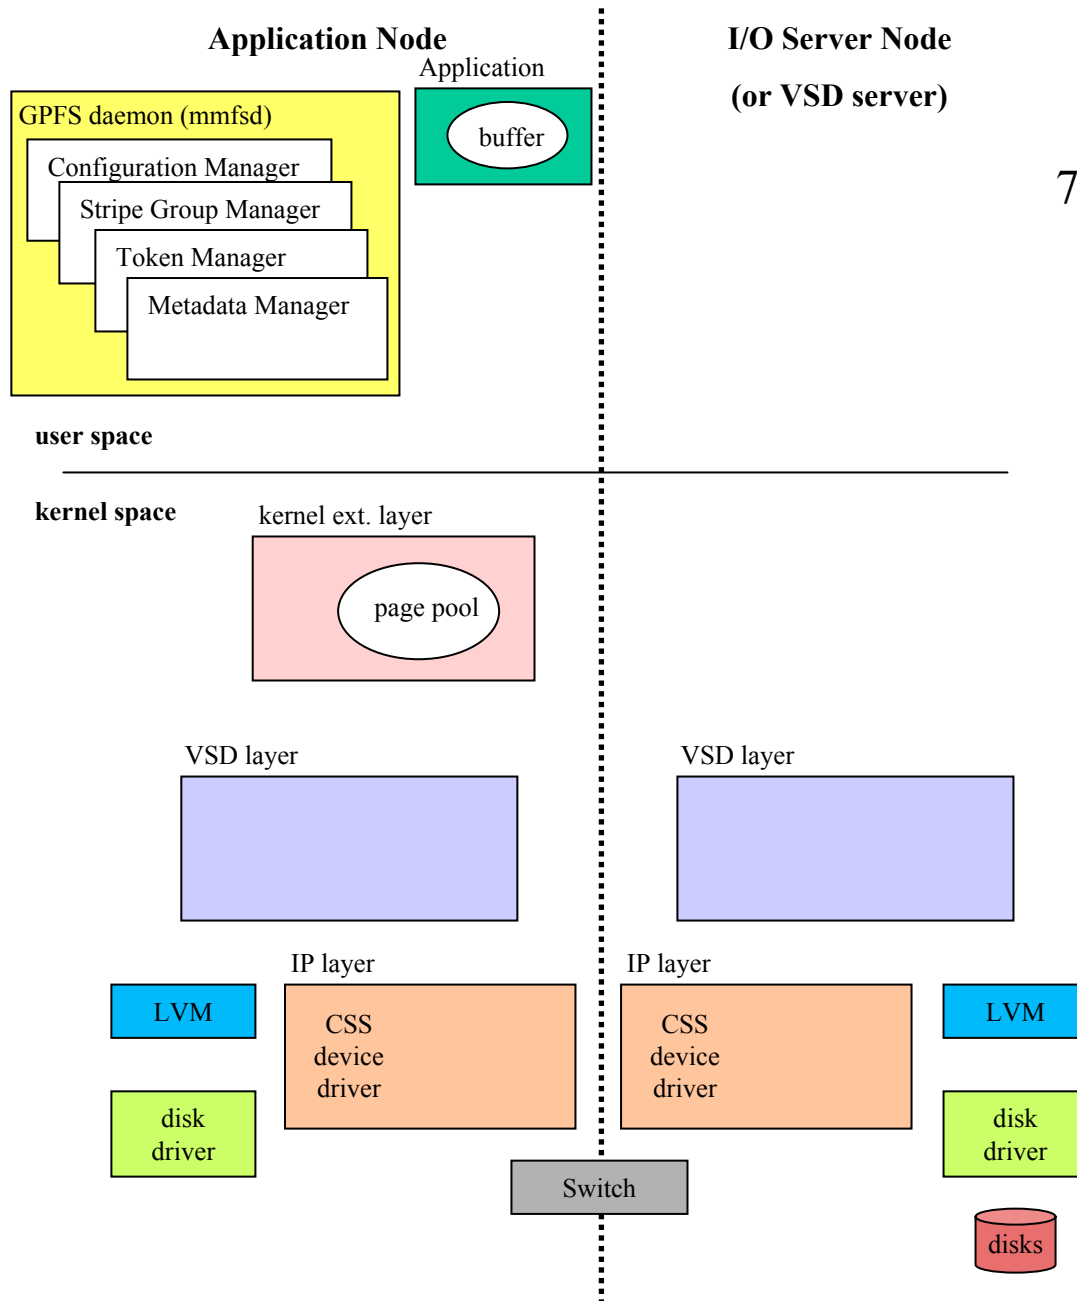 Application Node
I/O Server Node
(or VSD server)
Application
buffer
GPFS daemon (mmfsd)
Configuration Manager
Stripe Group Manager
Token Manager
Metadata Manager
7
user space
kernel space
kernel ext. layer
page pool
VSD layer
VSD layer
IP layer
IP layer
LVM
CSS
device
driver
CSS
device
driver
LVM
disk
driver
disk
driver
Switch
disks